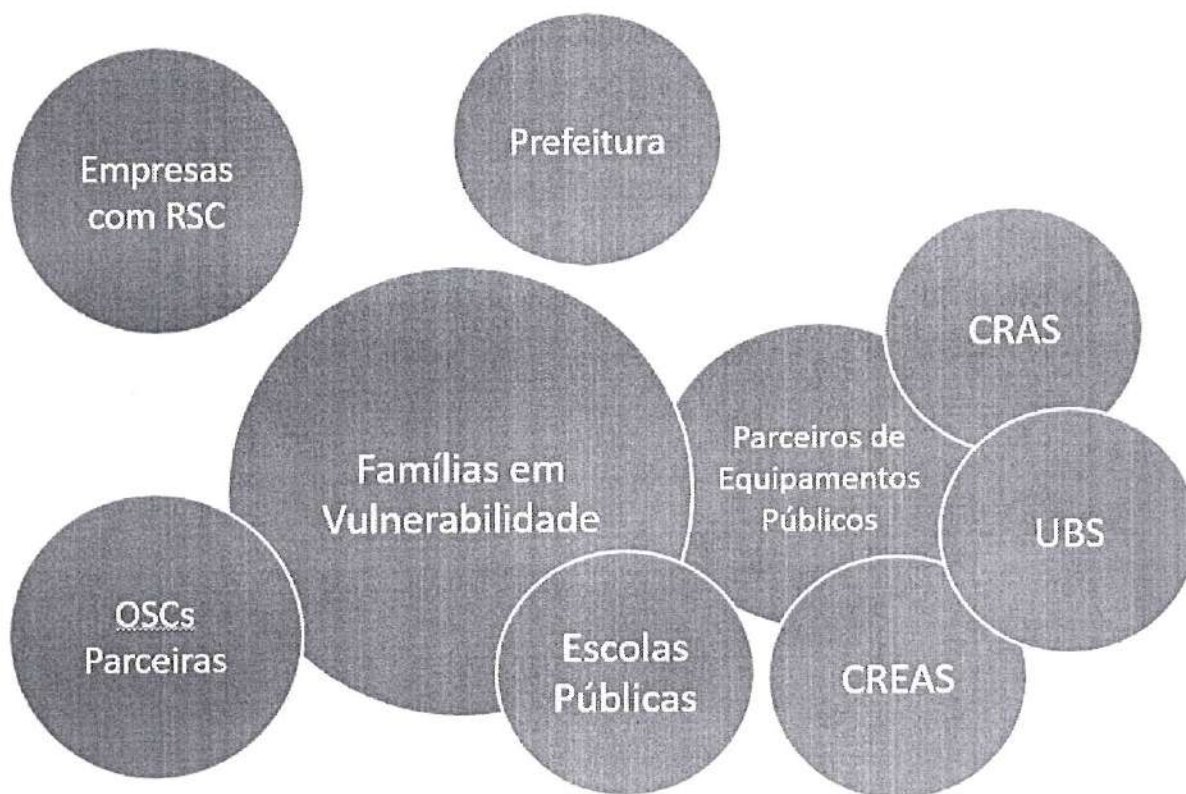 Empresas
com RSC
Prefeitura
CRAS
Famílias em
Vulnerabilidade
Parceiros de
Equipamentos
Públicos
UBS
OSCs
Parceiras
Escolas
Públicas
CREAS